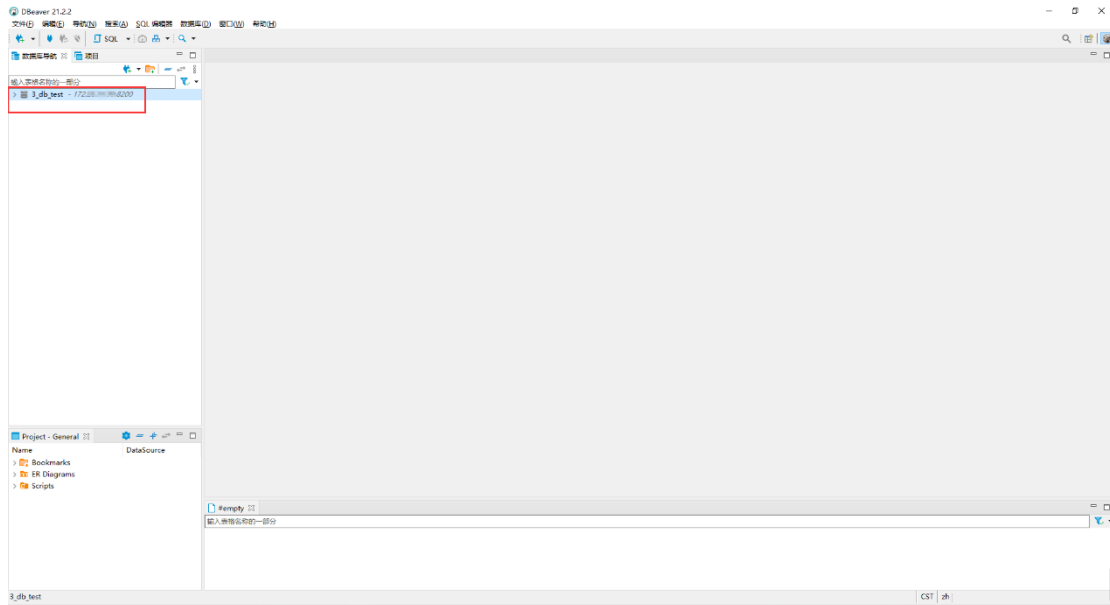 DBeaver 21.2.2
文件(F) 编辑(E) 导航(N) 搜索(A) SQL 编辑器 数据库(D) 窗口(W) 帮助(H)
SQL
数据库导航 项目
输入表格名称的一部分
3_db_test - 172. :8200
Project - General
Name DataSource
Bookmarks
ER Diagrams
Scripts
#empty
输入表格名称的一部分
3_db_test CST zh